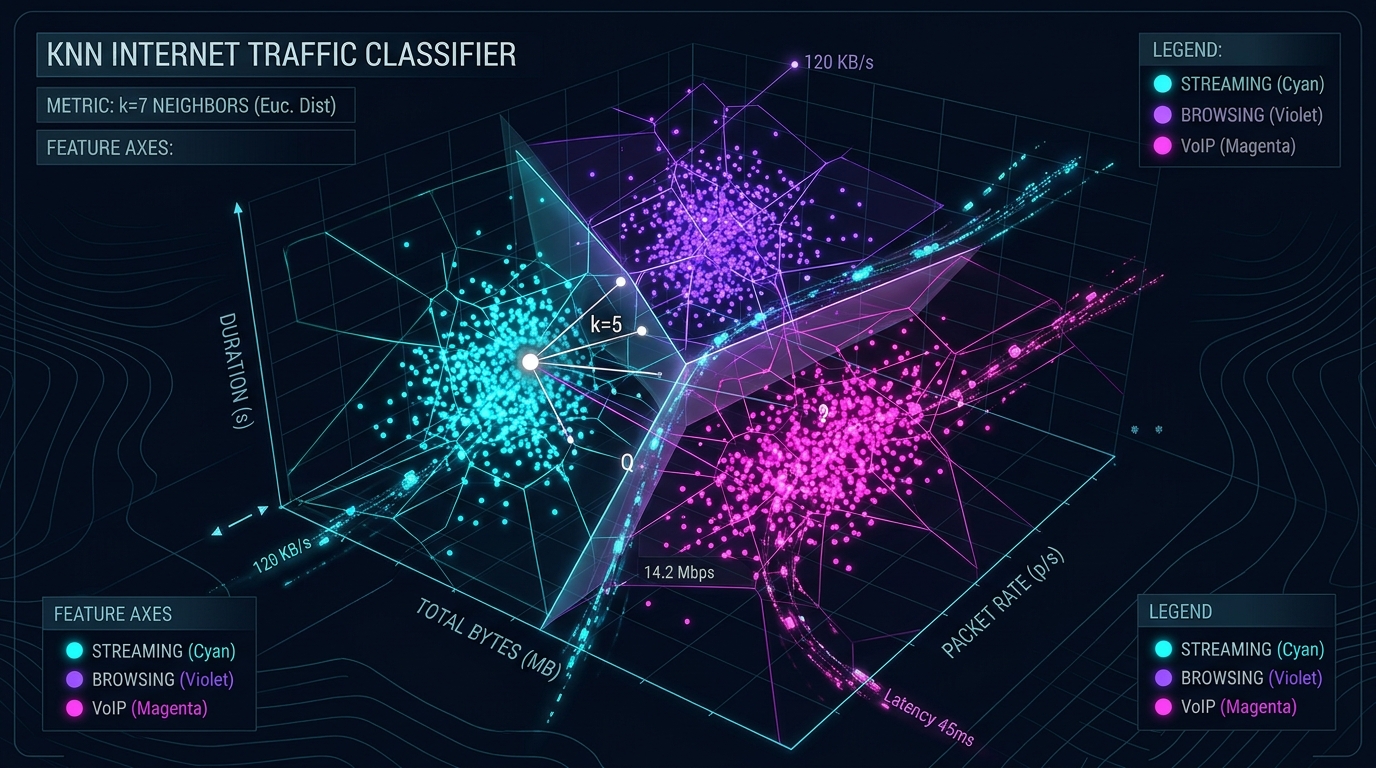 KNN INTERNET TRAFFIC CLASSIFIER
METRIC: k=7 NEIGHBORS (Euc. Dist)
FEATURE AXES:
120 KB/s
LEGEND:
STREAMING (Cyan)
BROWSING (Violet)
VoIP (Magenta)
k=5
DURATION (s)
?
Q
120 KB/s
14.2 Mbps
TOTAL BYTES (MB)
PACKET RATE (p/s)
Latency 45ms
FEATURE AXES
STREAMING (Cyan)
BROWSING (Violet)
VoIP (Magenta)
LEGEND
STREAMING (Cyan)
BROWSING (Violet)
VoIP (Magenta)